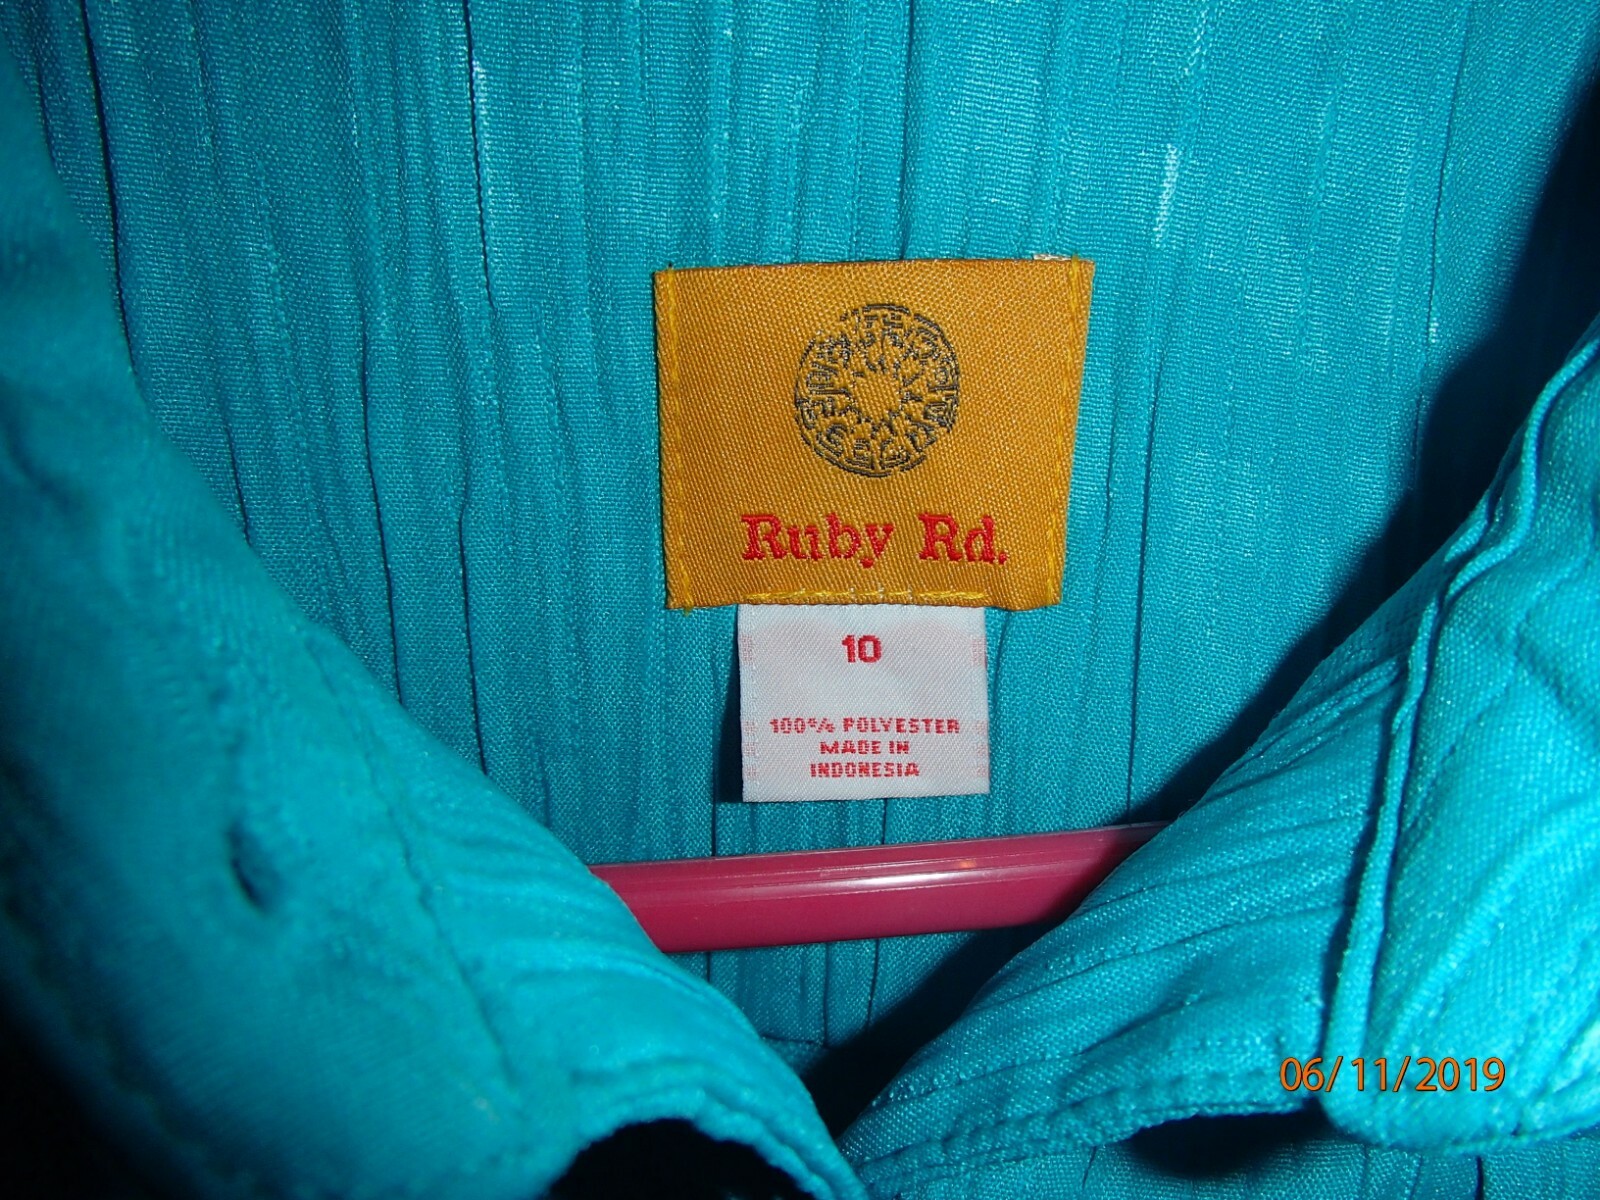 Ruby Rd.
10
100% POLYESTER
MADE IN
INDONESIA
06/11/2019